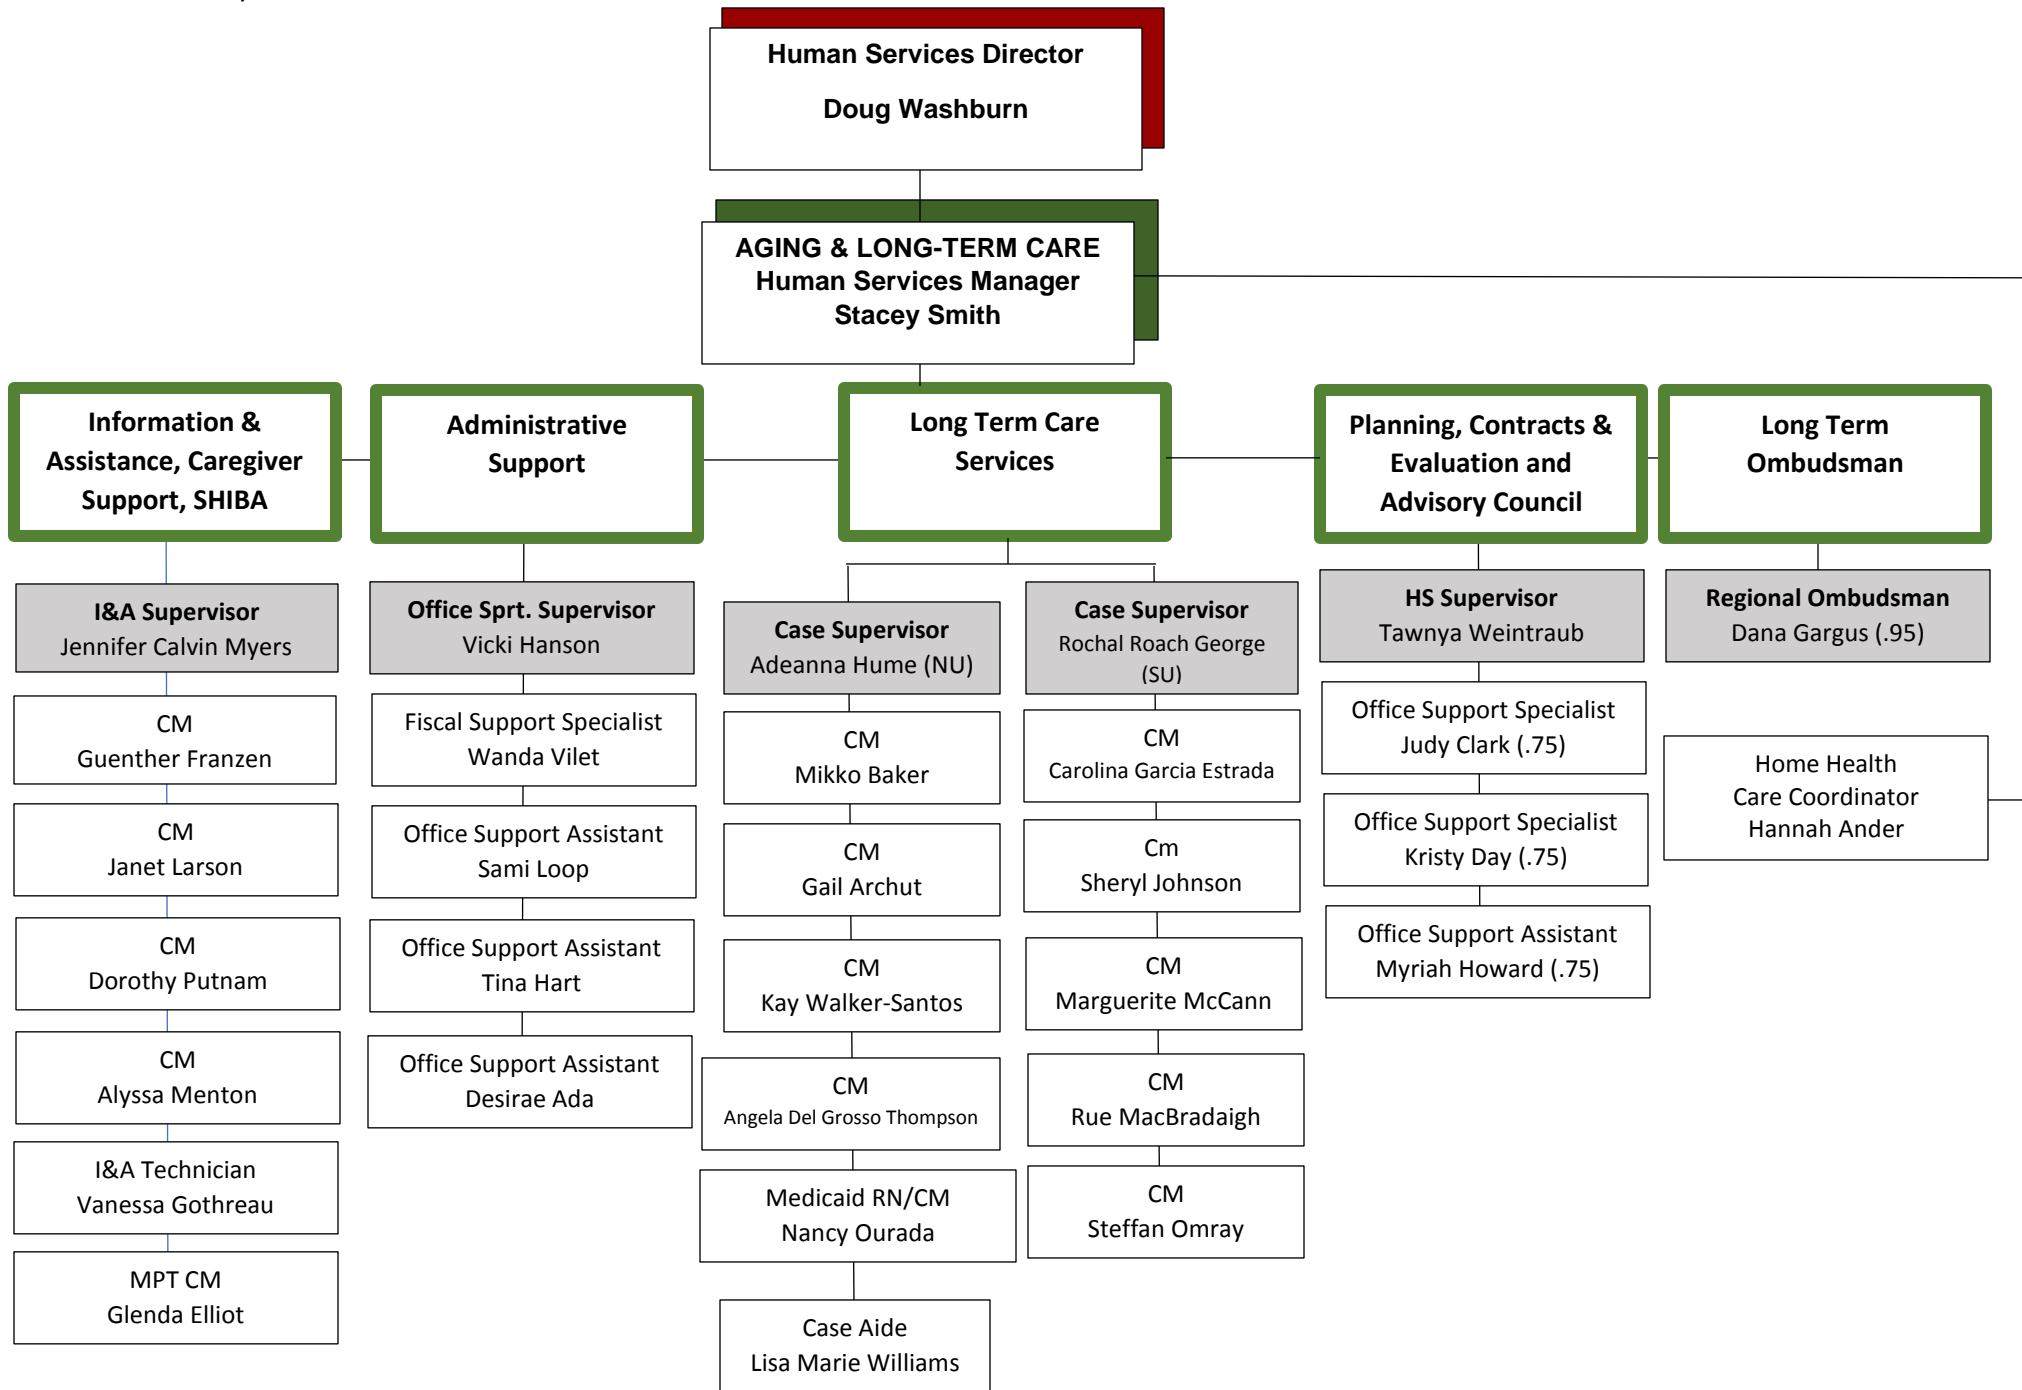 Human Services Director
Doug Washburn
AGING & LONG-TERM CARE
Human Services Manager
Stacey Smith
Information &
Assistance, Caregiver
Support, SHIBA
Administrative
Support
Long Term Care
Services
Planning, Contracts &
Evaluation and
Advisory Council
Long Term
Ombudsman
I&A Supervisor
Jennifer Calvin Myers
CM
Guenther Franzen
CM
Janet Larson
CM
Dorothy Putnam
CM
Alyssa Menton
I&A Technician
Vanessa Gothreau
MPT CM
Glenda Elliot
Office Sprt. Supervisor
Vicki Hanson
Fiscal Support Specialist
Wanda Vilet
Office Support Assistant
Sami Loop
Office Support Assistant
Tina Hart
Office Support Assistant
Desirae Ada
Case Supervisor
Adeanna Hume (NU)
CM
Mikko Baker
CM
Gail Archut
CM
Kay Walker-Santos
CM
Angela Del Grosso Thompson
Medicaid RN/CM
Nancy Ourada
Case Aide
Lisa Marie Williams
Case Supervisor
Rochal Roach George
(SU)
CM
Carolina Garcia Estrada
Cm
Sheryl Johnson
CM
Marguerite McCann
CM
Rue MacBradaigh
CM
Steffan Omray
HS Supervisor
Tawnya Weintraub
Office Support Specialist
Judy Clark (.75)
Office Support Specialist
Kristy Day (.75)
Office Support Assistant
Myriah Howard (.75)
Regional Ombudsman
Dana Gargus (.95)
Home Health
Care Coordinator
Hannah Ander